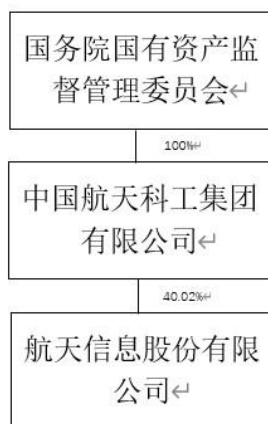 国务院国有资产监
督管理委员会↵
100%↵
中国航天科工集团
有限公司↵
40.02%↵
航天信息股份有限
公司↵